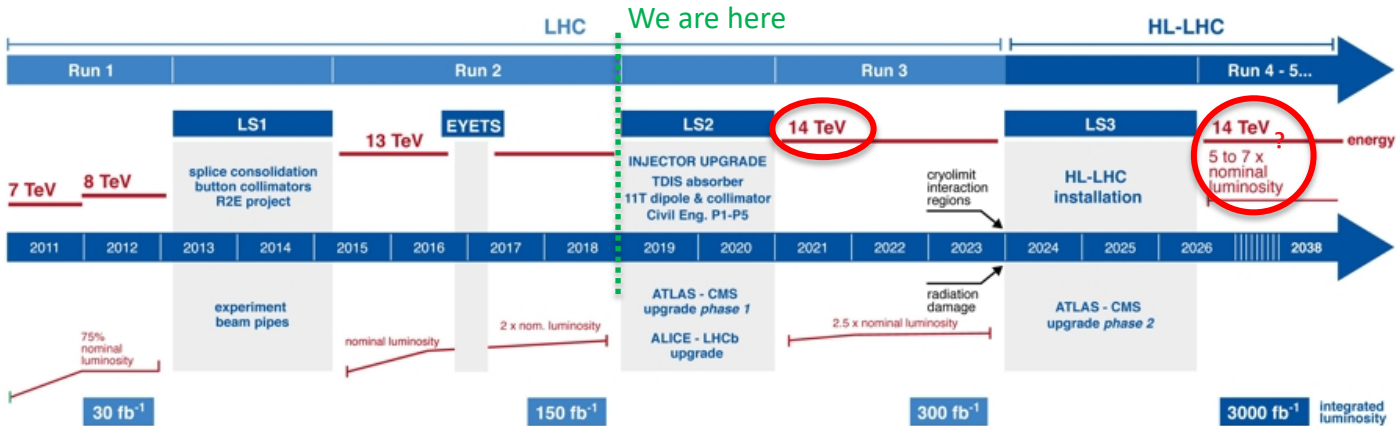 We are here
LHC
HL-LHC
Run 1
Run 2
Run 3
Run 4 - 5...
LS1
EYETS
LS2
LS3
7 TeV
8 TeV
13 TeV
14 TeV
14 TeV
?
energy
splice consolidation
button collimators
R2E project
INJECTOR UPGRADE
TDIS absorber
11T dipole & collimator
Civil Eng. P1-P5
cryolimit
interaction
regions
HL-LHC
installation
5 to 7 x
nominal
luminosity
2011
2012
2013
2014
2015
2016
2017
2018
2019
2020
2021
2022
2023
2024
2025
2026
2038
experiment
beam pipes
75%
nominal
luminosity
nominal luminosity
2 x nom. luminosity
ATLAS - CMS
upgrade phase 1
ALICE - LHCb
upgrade
2.5 x nominal luminosity
radiation
damage
ATLAS - CMS
upgrade phase 2
30 fb⁻¹
150 fb⁻¹
300 fb⁻¹
3000 fb⁻¹
integrated
luminosity